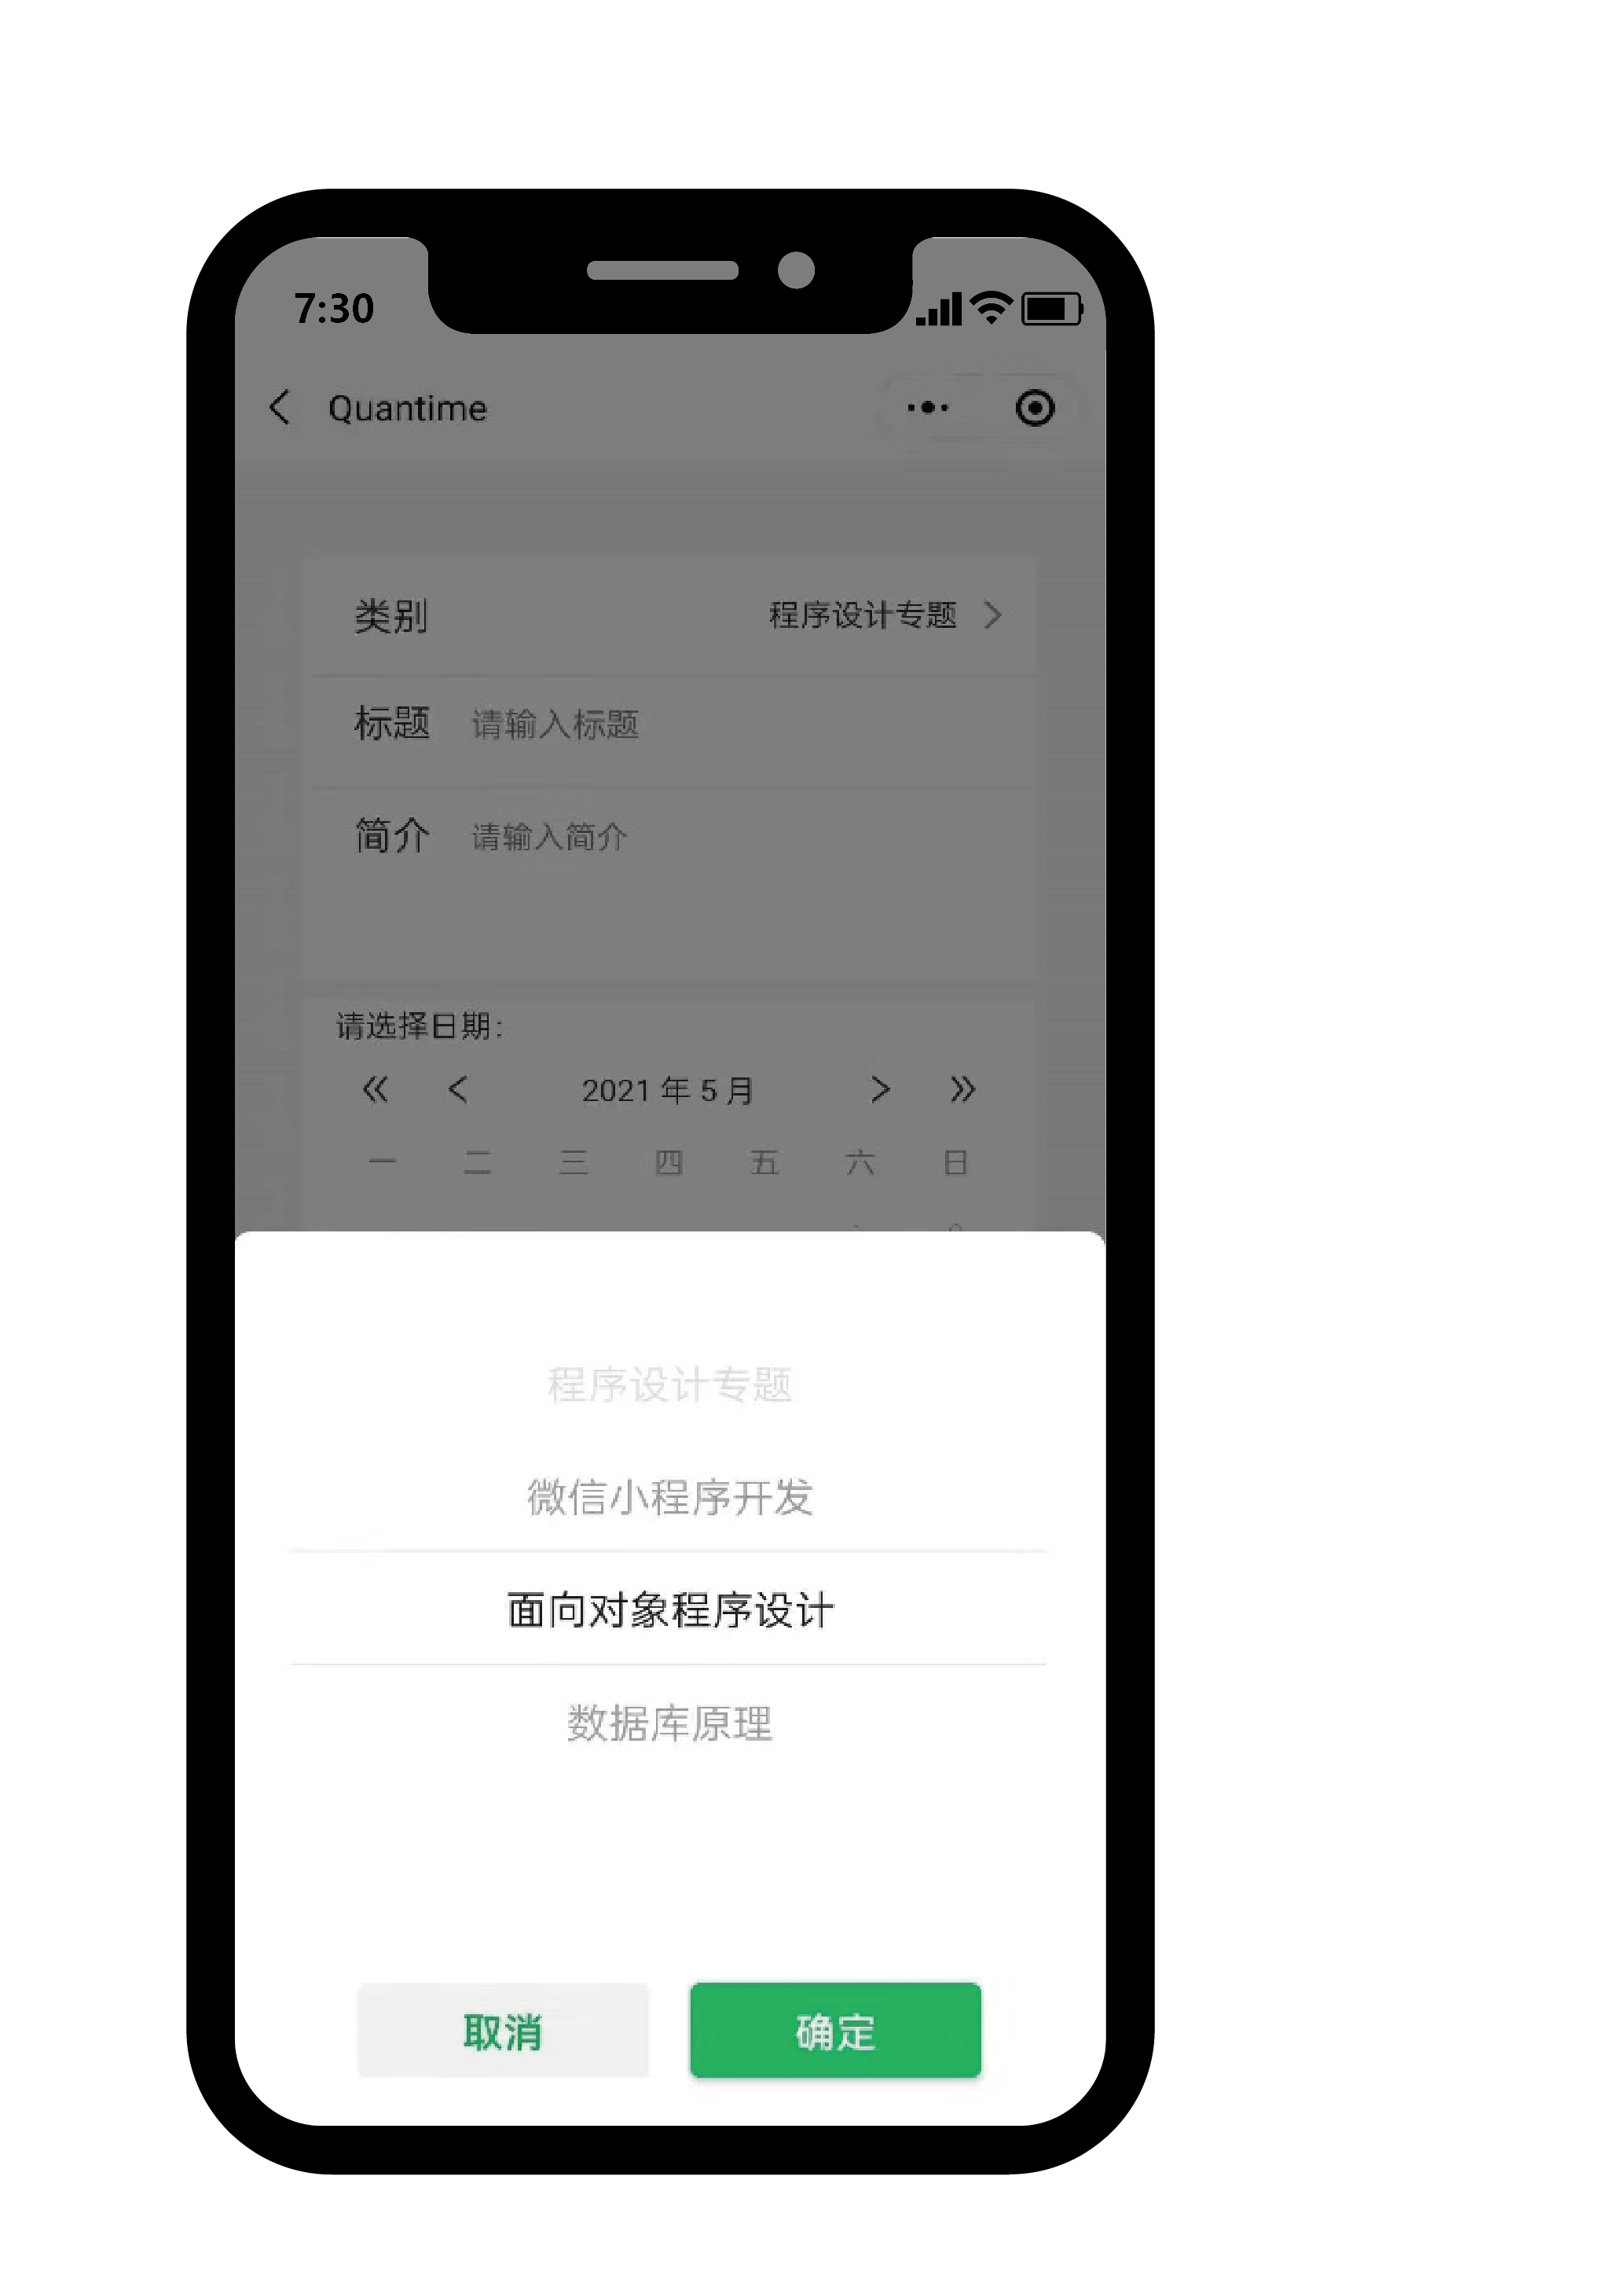 7:30
Quantime
类别 程序设计专题
标题 请输入标题
简介 请输入简介
请选择日期:
2021 年 5 月
一 二 三 四 五 六 日
程序设计专题
微信小程序开发
面向对象程序设计
数据库原理
取消 确定